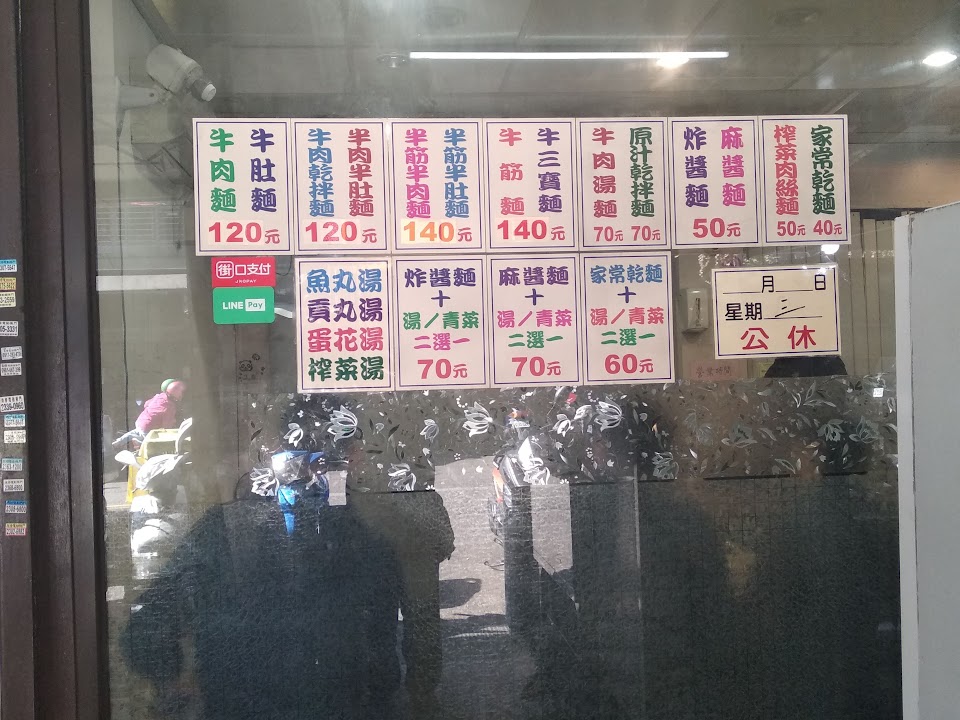 牛肉麵
牛肚麵
120元
牛肉乾拌麵
半肉半肚麵
120元
半筋半肉麵
半筋半肚麵
140元
牛筋麵
牛三寶麵
140元
牛肉湯麵
原汁乾拌麵
70元 70元
炸醬麵
麻醬麵
50元
榨菜肉絲麵
家常乾麵
50元 40元
街口支付
JKOPAY
LINE Pay
魚丸湯
貢丸湯
蛋花湯
榨菜湯
炸醬麵
+
湯/青菜
二選一
70元
麻醬麵
+
湯/青菜
二選一
70元
家常乾麵
+
湯/青菜
二選一
60元
月 日
星期 三
公休
營業時間